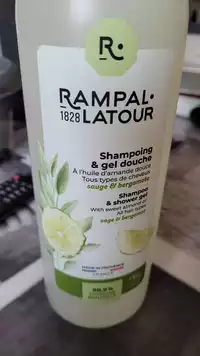 R.
RAMPAL.
1828 LATOUR
Shampoing
& gel douche
À l'huile d'amande douce
Tous types de cheveux
sauge & bergamote
Shampoo
& shower gel
With sweet almond oil
All hair types
sage & bergamot